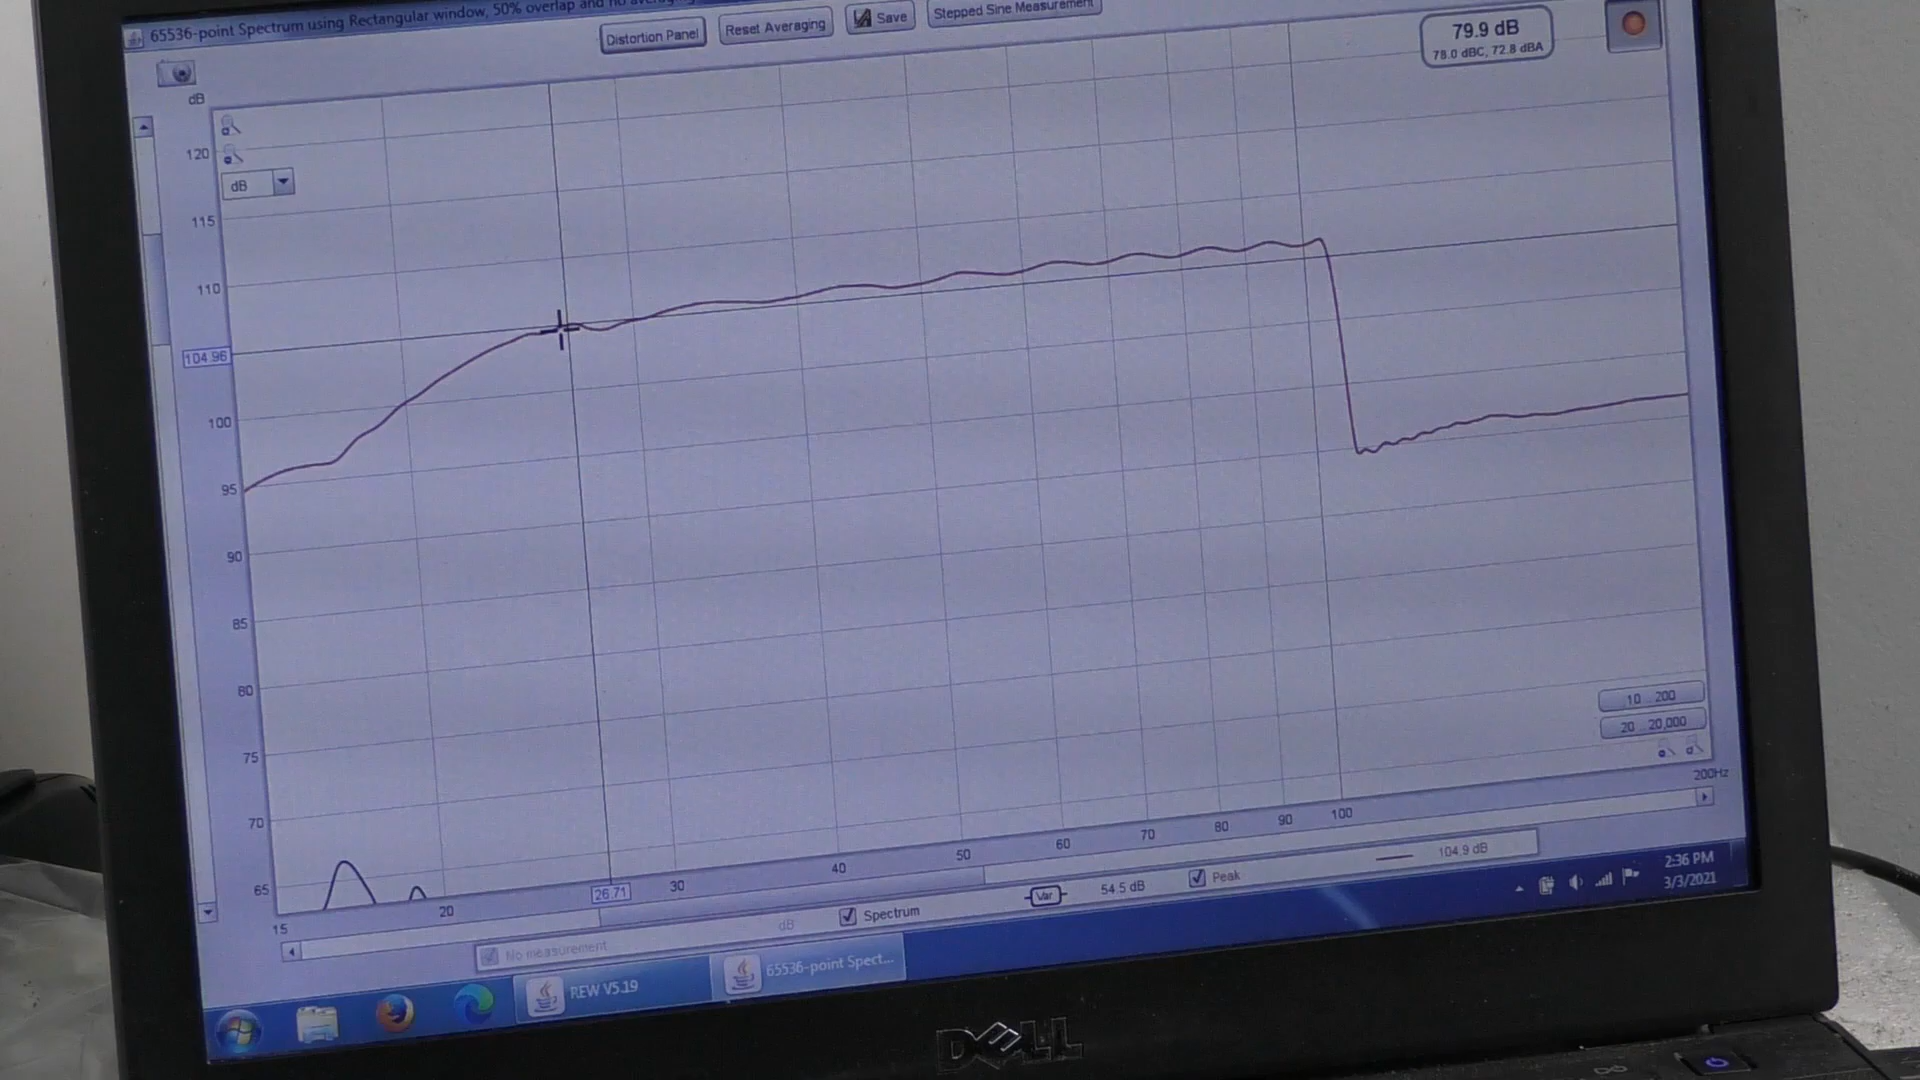 65536-point Spectrum using Rectangular window, 50% overlap and no
Distortion Panel
Reset Averaging
Save
Stepped Sine Measurement
79.9 dB
78.0 dBC, 72.8 dBA
dB
120
dB
115
110
104.96
100
95
90
85
80
75
70
65
10 .. 200
20 .. 20,000
200Hz
15
20
26.71
30
40
50
60
70
80
90
100
No measurement
dB
Spectrum
Var
54.5 dB
Peak
104.9 dB
REW V5.19
65536-point Spect...
2:36 PM
3/3/2021
DELL